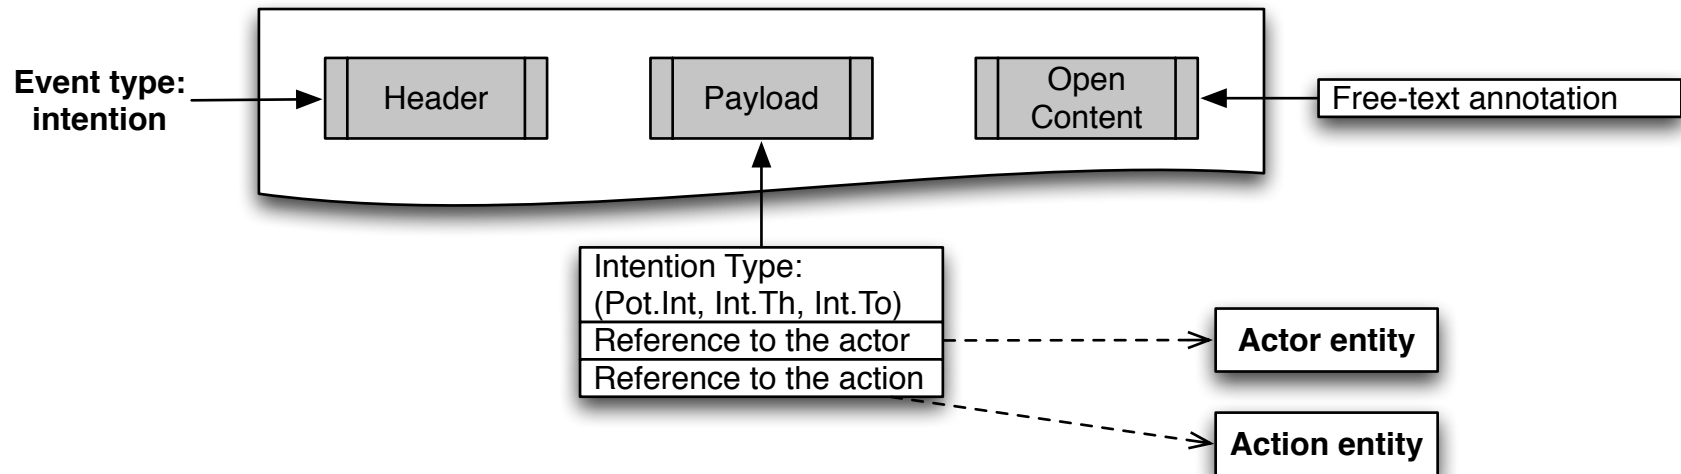 Event type:
intention
Header
Payload
Open
Content
Free-text annotation
Intention Type:
(Pot.Int, Int.Th, Int.To)
Reference to the actor
Reference to the action
Actor entity
Action entity